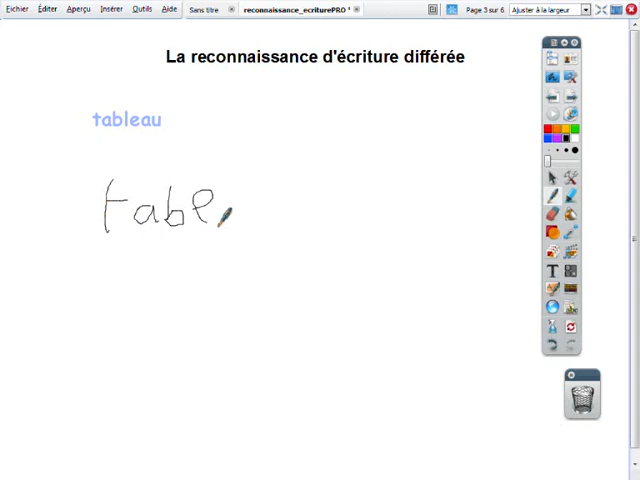 Fichier Éditer Aperçu Insérer Outils Aide Sans titre reconnaissance_ecriturePRO * Page 3 sur 6 Ajuster à la largeur
La reconnaissance d'écriture différée
tableau
tabe
T